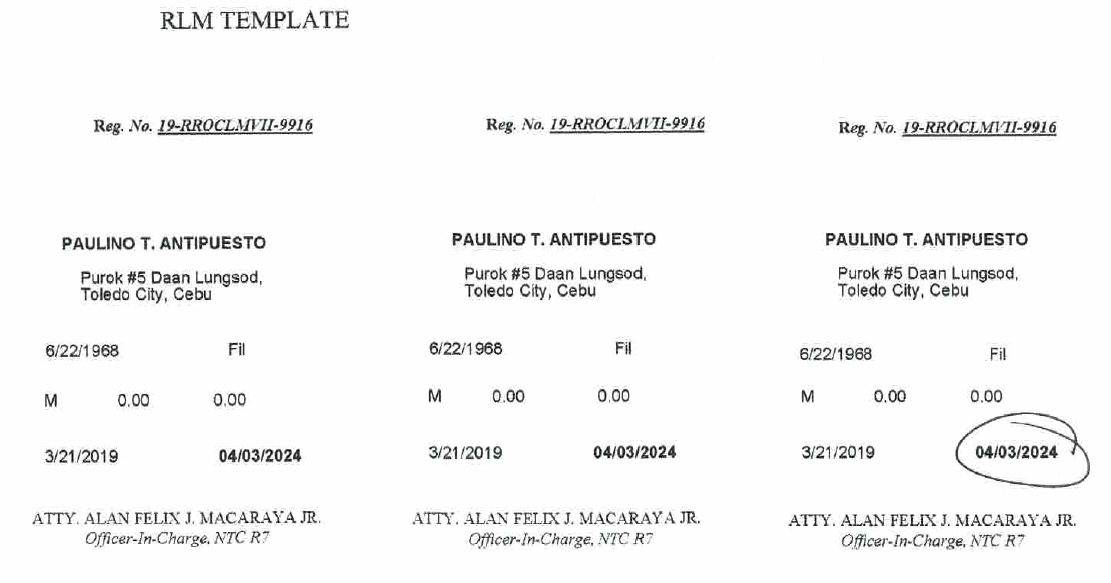 RLM TEMPLATE
Reg. No. 19-RROCLMVII-9916
PAULINO T. ANTIPUESTO
Purok #5 Daan Lungsod,
Toledo City, Cebu
6/22/1968 Fil
M 0.00 0.00
3/21/2019 04/03/2024
ATTY. ALAN FELIX J. MACARAYA JR.
Officer-In-Charge, NTC R7
Reg. No. 19-RROCLMVII-9916
PAULINO T. ANTIPUESTO
Purok #5 Daan Lungsod,
Toledo City, Cebu
6/22/1968 Fil
M 0.00 0.00
3/21/2019 04/03/2024
ATTY. ALAN FELIX J. MACARAYA JR.
Officer-In-Charge, NTC R7
Reg. No. 19-RROCLMVII-9916
PAULINO T. ANTIPUESTO
Purok #5 Daan Lungsod,
Toledo City, Cebu
6/22/1968 Fil
M 0.00 0.00
3/21/2019 04/03/2024
ATTY. ALAN FELIX J. MACARAYA JR.
Officer-In-Charge, NTC R7